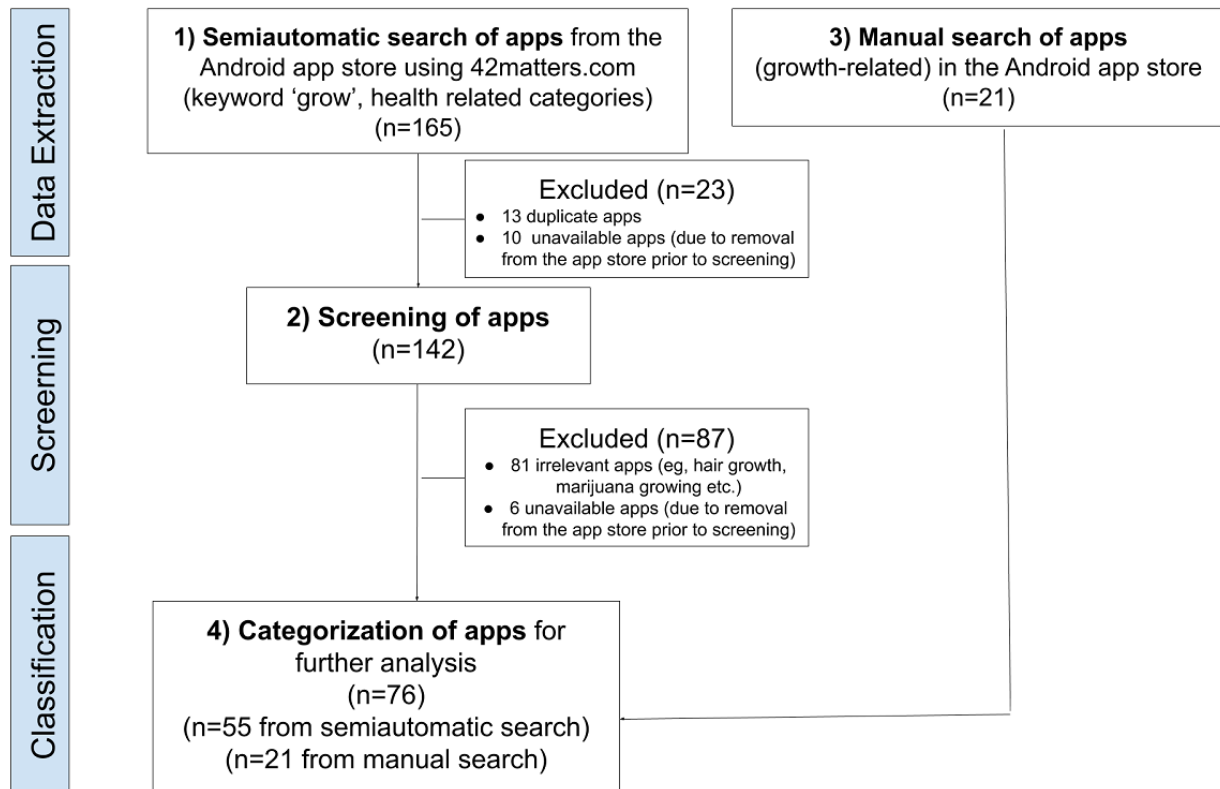 Data Extraction
1) Semiautomatic search of apps from the
Android app store using 42matters.com
(keyword ‘grow’, health related categories)
(n=165)
3) Manual search of apps
(growth-related) in the Android app store
(n=21)
Excluded (n=23)
● 13 duplicate apps
● 10 unavailable apps (due to removal
from the app store prior to screening)
Screerning
2) Screening of apps
(n=142)
Excluded (n=87)
● 81 irrelevant apps (eg, hair growth,
marijuana growing etc.)
● 6 unavailable apps (due to removal
from the app store prior to screening)
Classification
4) Categorization of apps for
further analysis
(n=76)
(n=55 from semiautomatic search)
(n=21 from manual search)